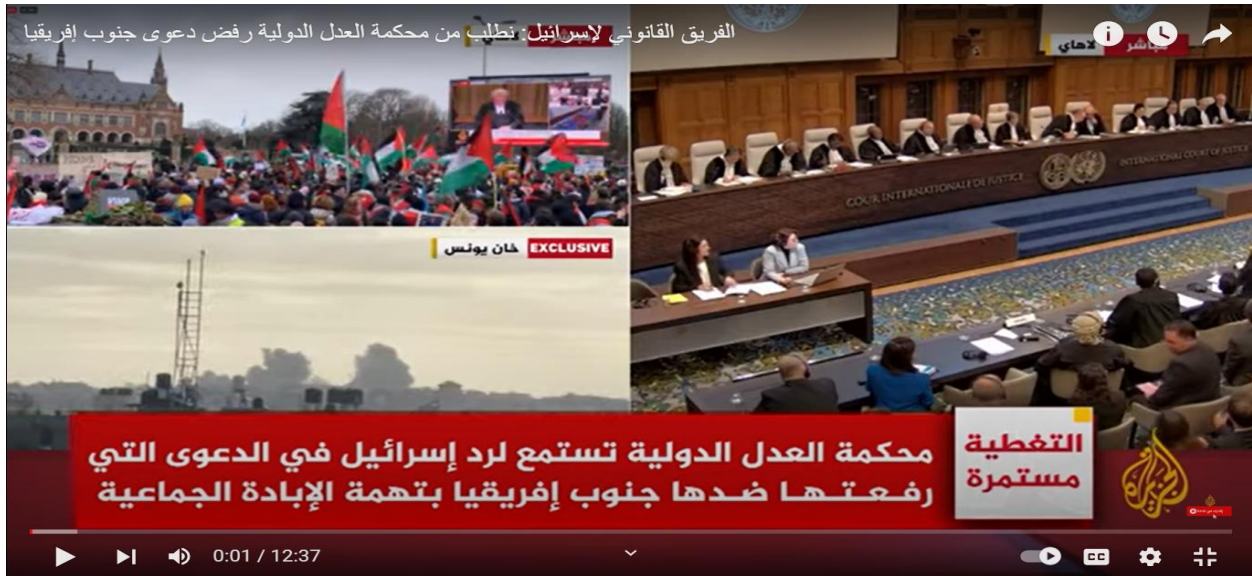 الفريق القانوني لإسرائيل: نطلب من محكمة العدل الدولية رفض دعوى جنوب إفريقيا
مباشر لاهاي
COUR INTERNATIONALE DE JUSTICE
INTERNATIONAL COURT OF JUSTICE
EXCLUSIVE خان يونس
التغطية
مستمرة
محكمة العدل الدولية تستمع لرد إسرائيل في الدعوى التي
رفعتها ضدها جنوب إفريقيا بتهمة الإبادة الجماعية
الجزيرة
0:01 / 12:37
CC